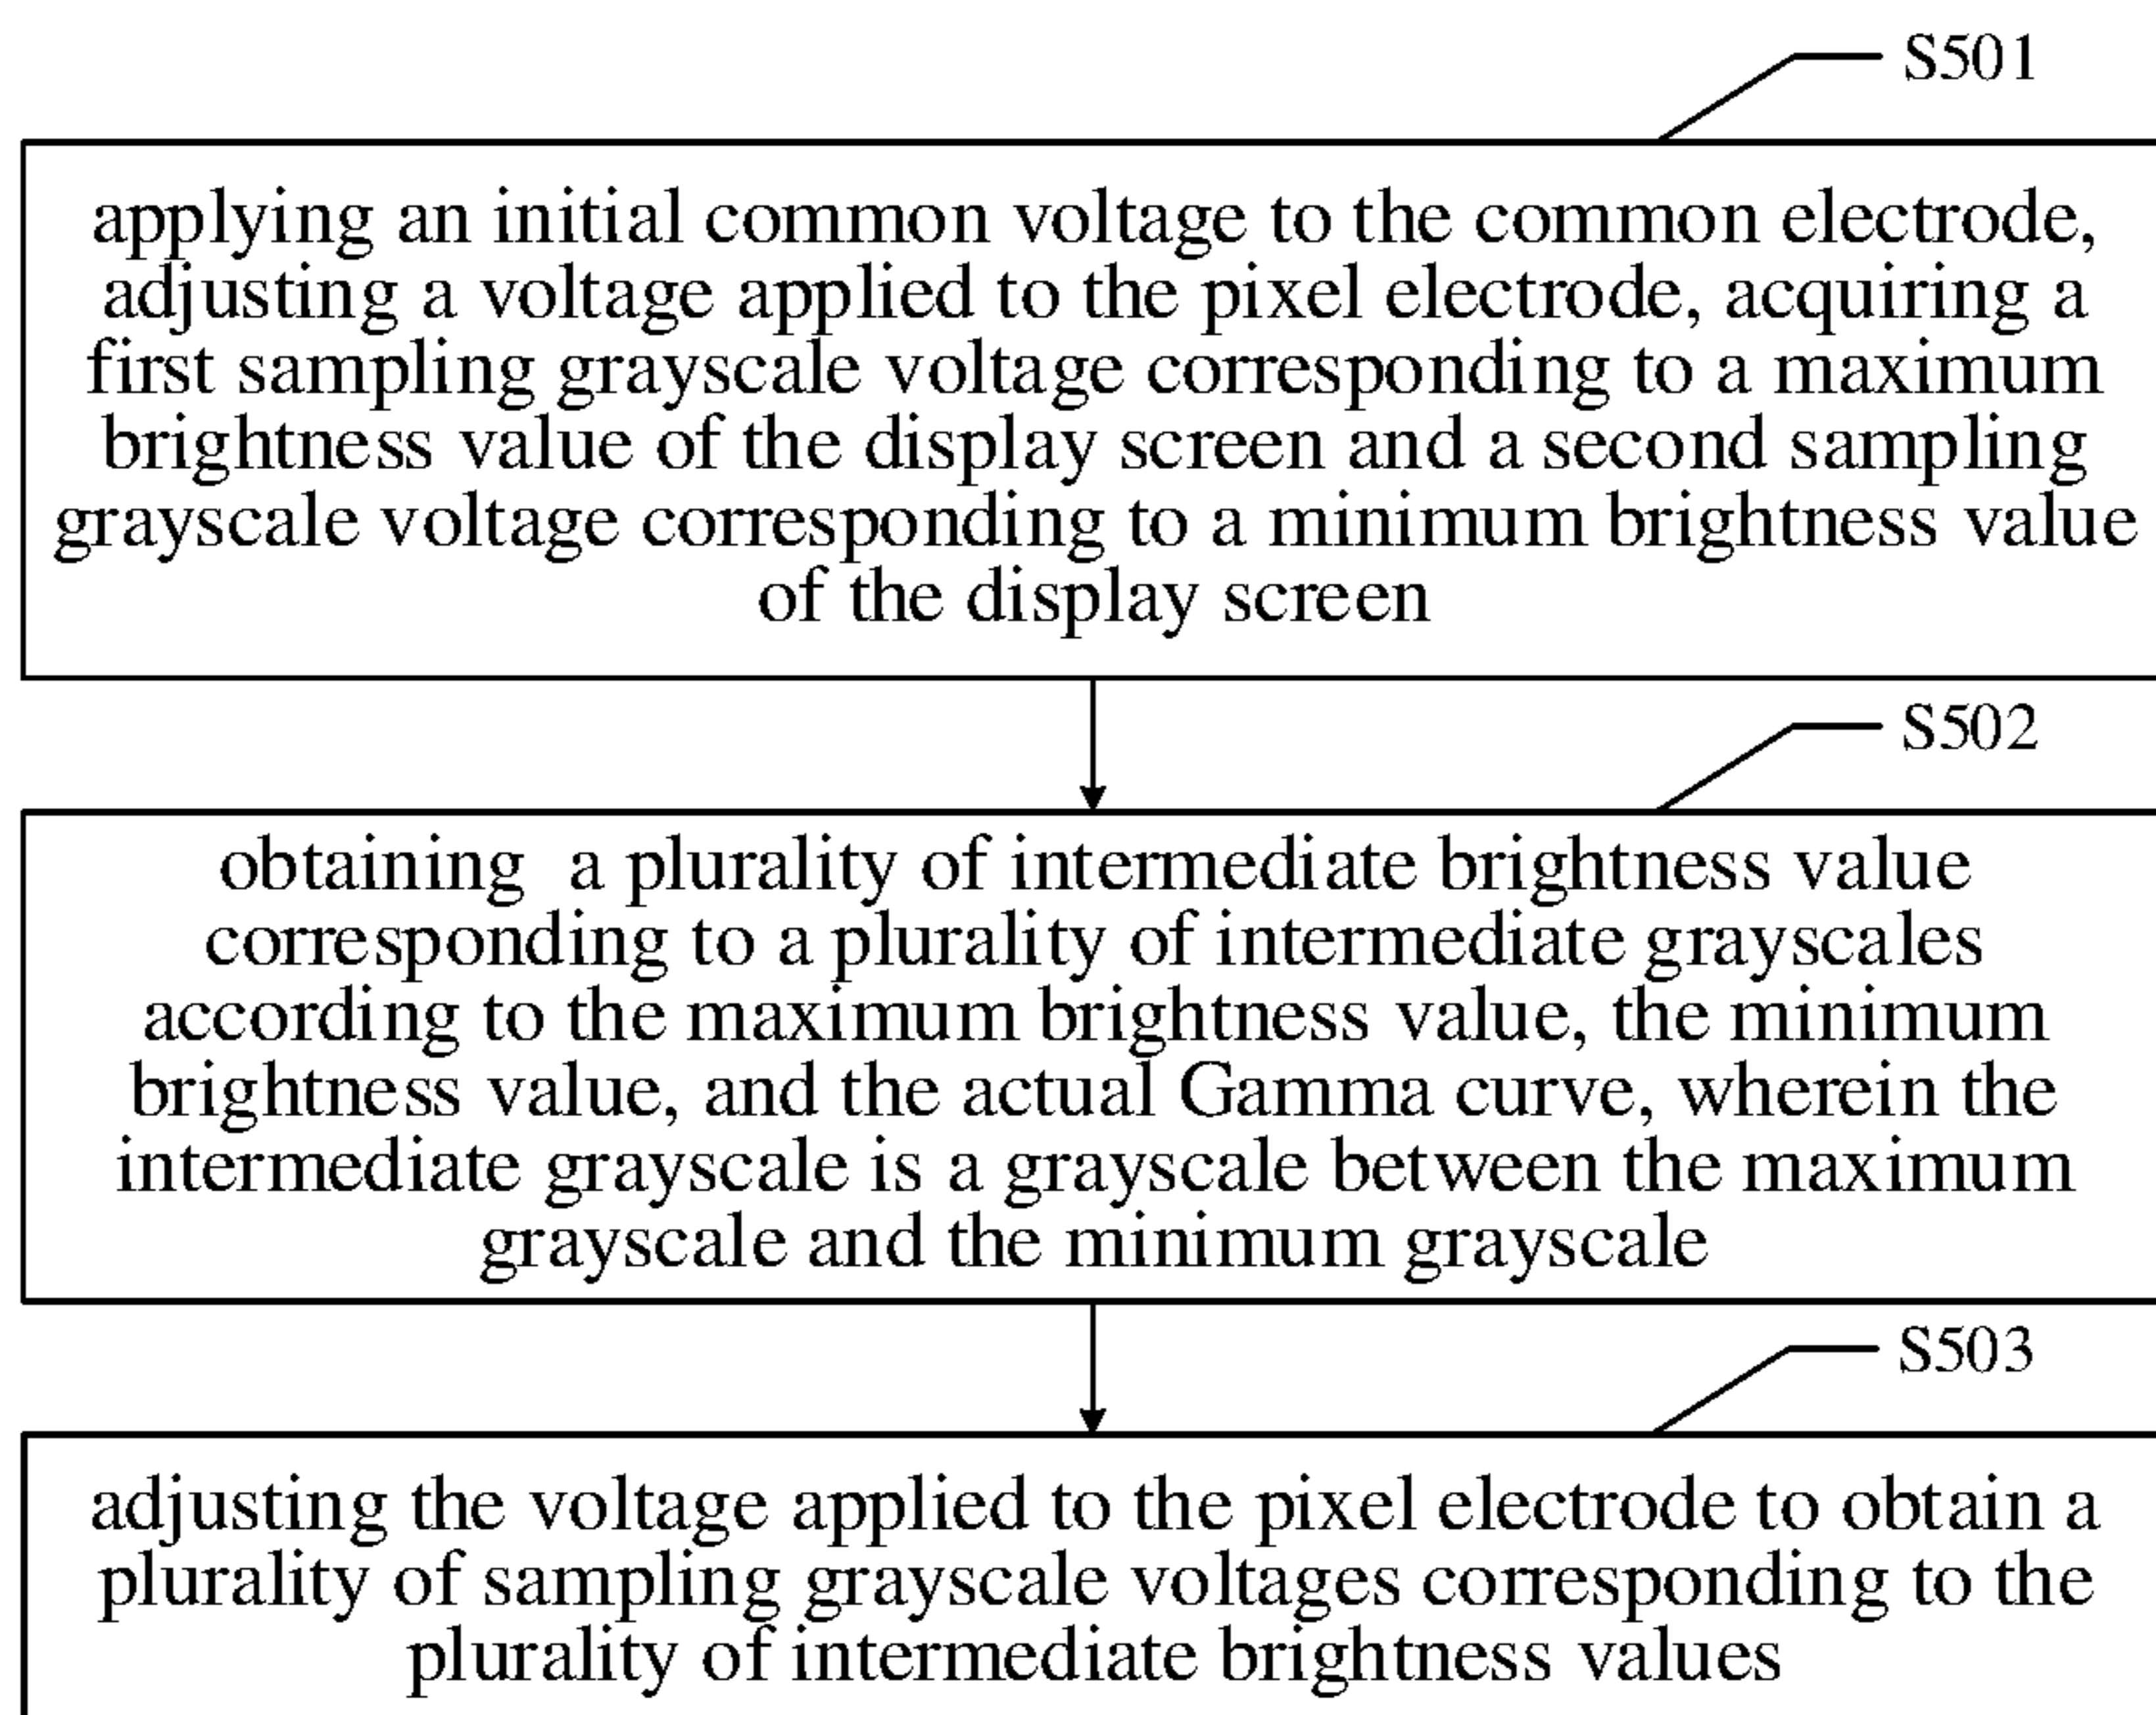 S501
applying an initial common voltage to the common electrode,
adjusting a voltage applied to the pixel electrode, acquiring a
first sampling grayscale voltage corresponding to a maximum
brightness value of the display screen and a second sampling
grayscale voltage corresponding to a minimum brightness value
of the display screen
S502
obtaining a plurality of intermediate brightness value
corresponding to a plurality of intermediate grayscales
according to the maximum brightness value, the minimum
brightness value, and the actual Gamma curve, wherein the
intermediate grayscale is a grayscale between the maximum
grayscale and the minimum grayscale
S503
adjusting the voltage applied to the pixel electrode to obtain a
plurality of sampling grayscale voltages corresponding to the
plurality of intermediate brightness values